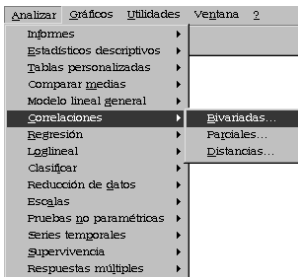 Analizar Gráficos Utilidades Ventana ?
Informes
Estadísticos descriptivos
Tablas personalizadas
Comparar medias
Modelo lineal general
Correlaciones
Bivariadas...
Regresión
Parciales...
Loglineal
Distancias...
Clasificar
Reducción de datos
Escalas
Pruebas no paramétricas
Series temporales
Supervivencia
Respuestas múltiples